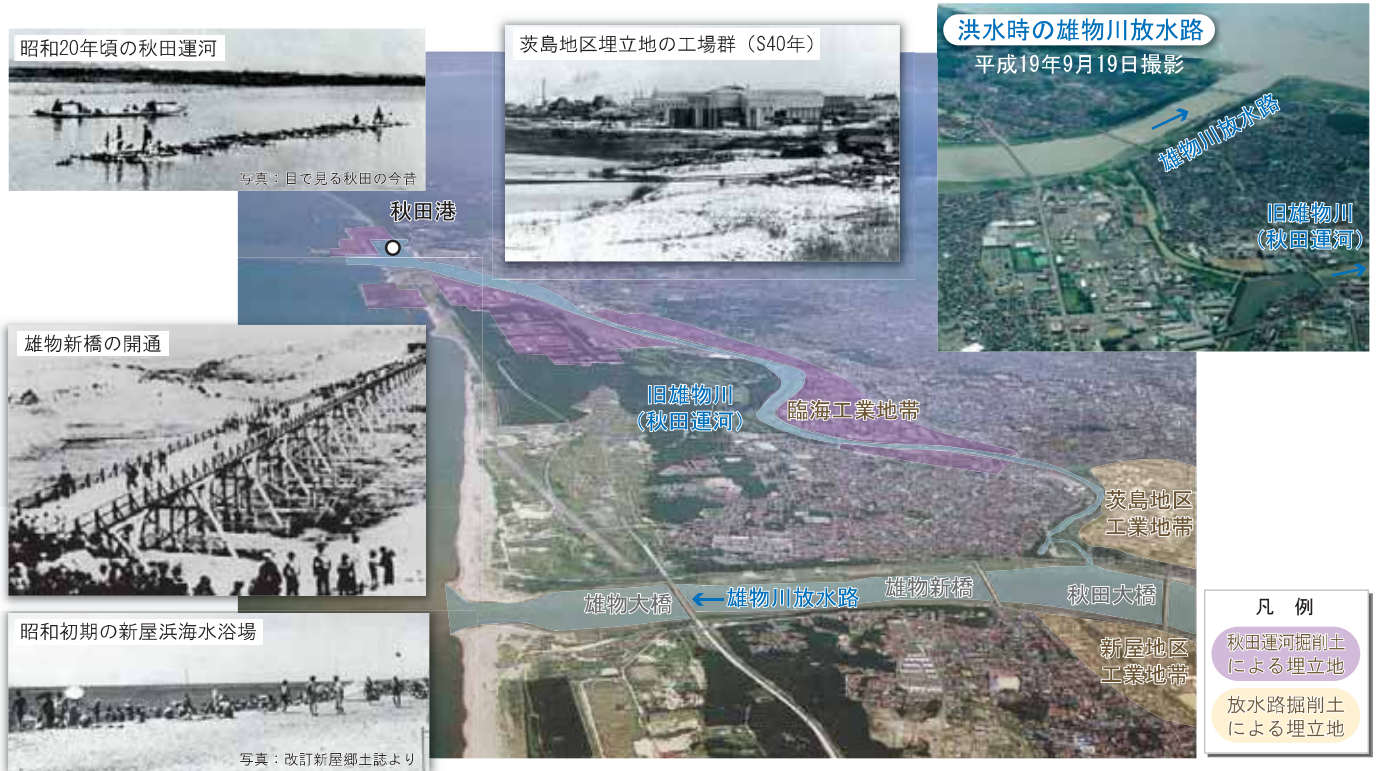 昭和20年頃の秋田運河
写真：目で見る秋田の今昔
茨島地区埋立地の工場群（S40年）
洪水時の雄物川放水路
平成19年9月19日撮影
雄物川放水路
旧雄物川
（秋田運河）
秋田港
雄物新橋の開通
旧雄物川
（秋田運河）
臨海工業地帯
茨島地区
工業地帯
雄物大橋
雄物川放水路
雄物新橋
秋田大橋
新屋地区
工業地帯
昭和初期の新屋浜海水浴場
写真：改訂新屋郷土誌より
凡　例
秋田運河掘削土
による埋立地
放水路掘削土
による埋立地